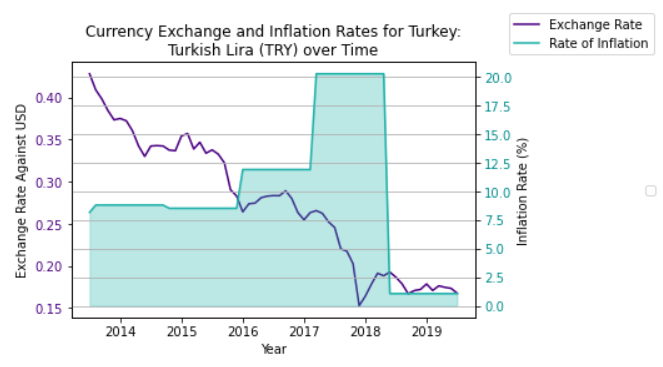 Currency Exchange and Inflation Rates for Turkey:
Turkish Lira (TRY) over Time
Exchange Rate
Rate of Inflation
Exchange Rate Against USD
0.40
0.35
0.30
0.25
0.20
0.15
20.0
17.5
15.0
12.5
10.0
7.5
5.0
2.5
0.0
Inflation Rate (%)
2014 2015 2016 2017 2018 2019
Year